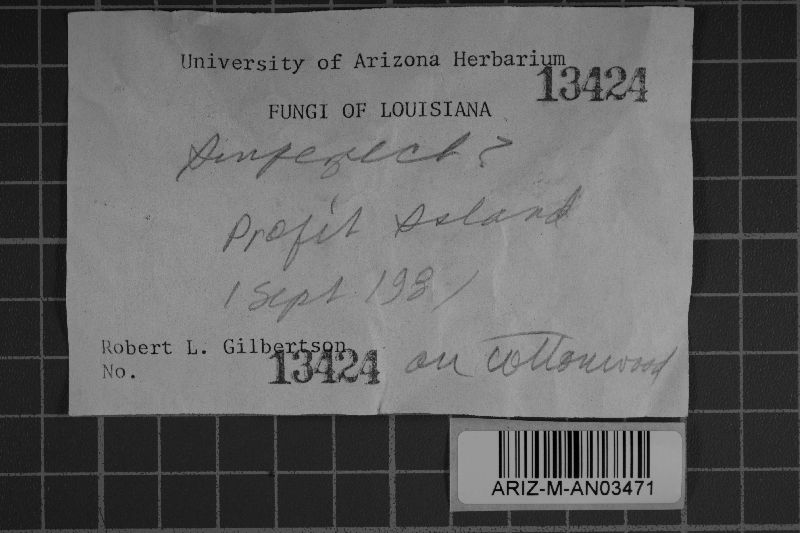 University of Arizona Herbarium
13424
FUNGI OF LOUISIANA
Imperfect?
Profit Island
1 Sept 1981
Robert L. Gilbertson
No. 13424
on cottonwood
ARIZ-M-AN03471